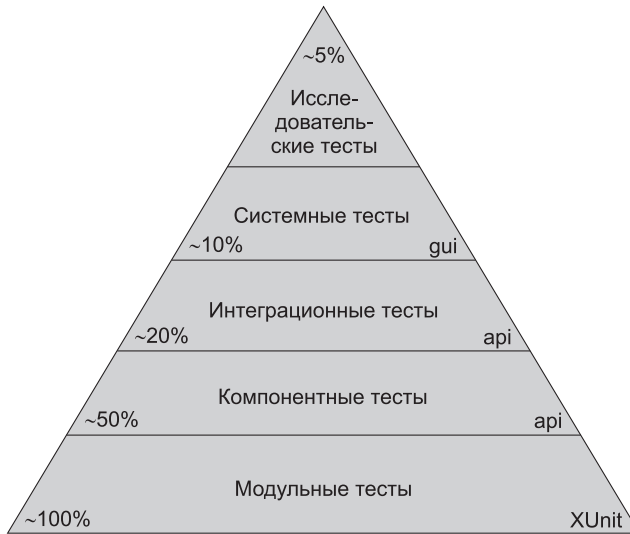 ~5%
Иссле-
дователь-
ские тесты
Системные тесты
~10% gui
Интеграционные тесты
~20% api
Компонентные тесты
~50% api
Модульные тесты
~100% XUnit